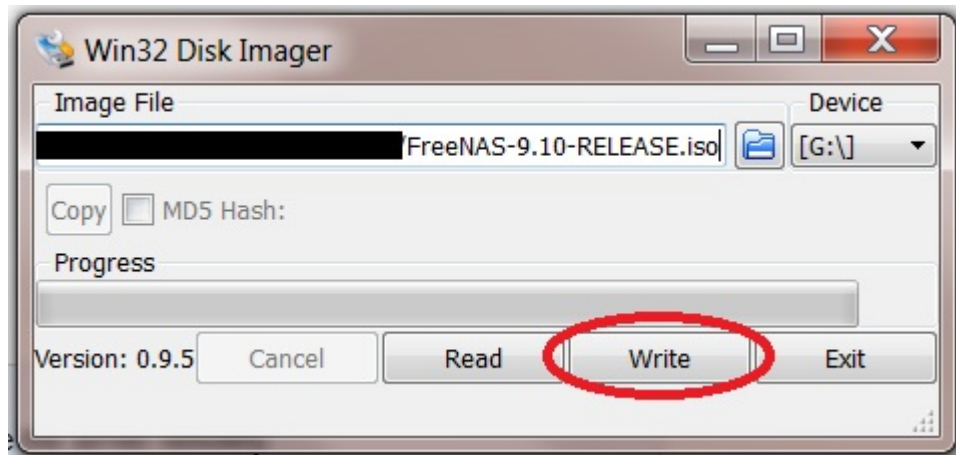 Win32 Disk Imager
Image File Device
/FreeNAS-9.10-RELEASE.iso [G:\]
Copy MD5 Hash:
Progress
Version: 0.9.5 Cancel Read Write Exit